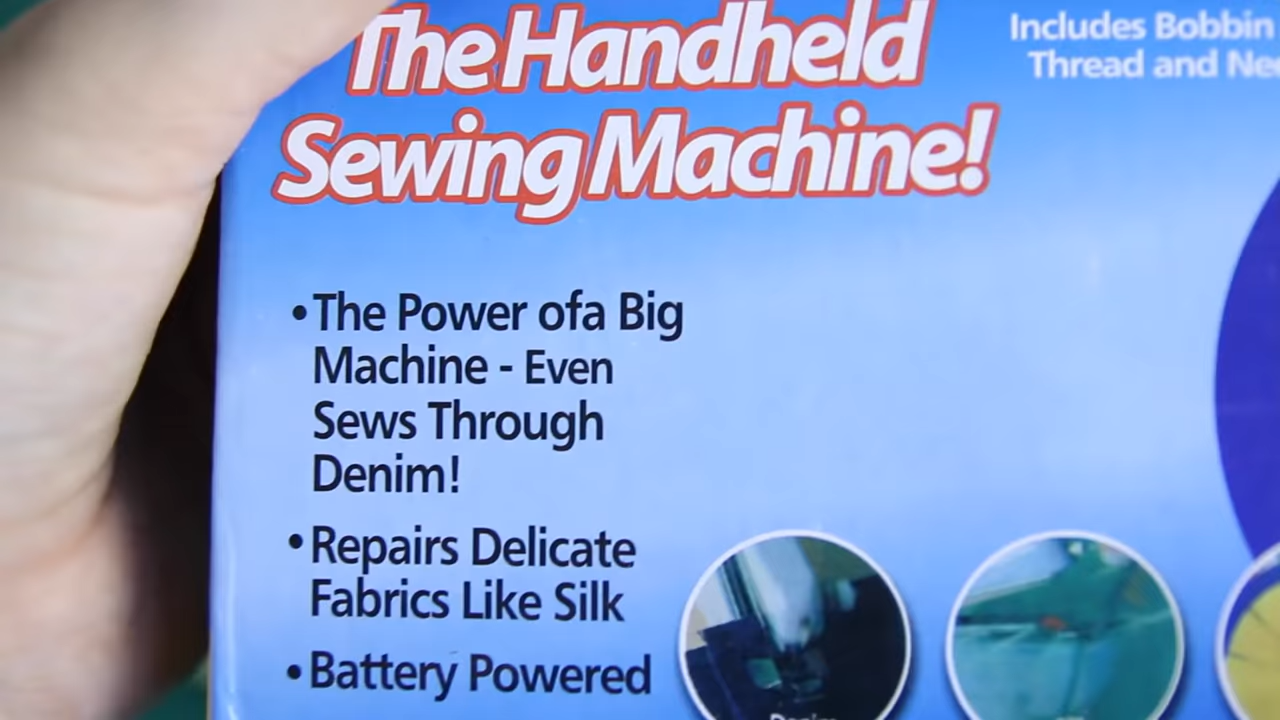 The Handheld
Sewing Machine!
Includes Bobbin
Thread and
• The Power ofa Big
Machine - Even
Sews Through
Denim!
• Repairs Delicate
Fabrics Like Silk
• Battery Powered
Denim